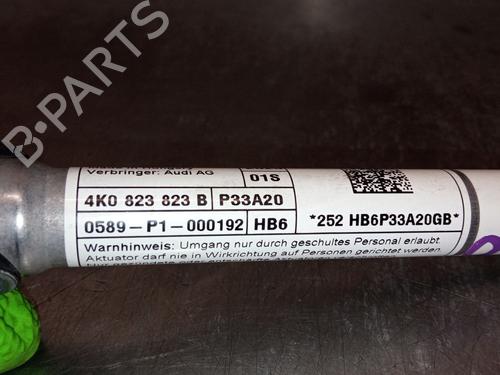 B-PARTS
Verbringer: Audi AG
01S
4K0 823 823 B P33A20
0589-P1-000192 HB6 *252 HB6P33A20GB*
Warnhinweis: Umgang nur durch geschultes Personal erlaubt.
Aktuator darf nie in Wirkrichtung auf Personen gerichtet werden.